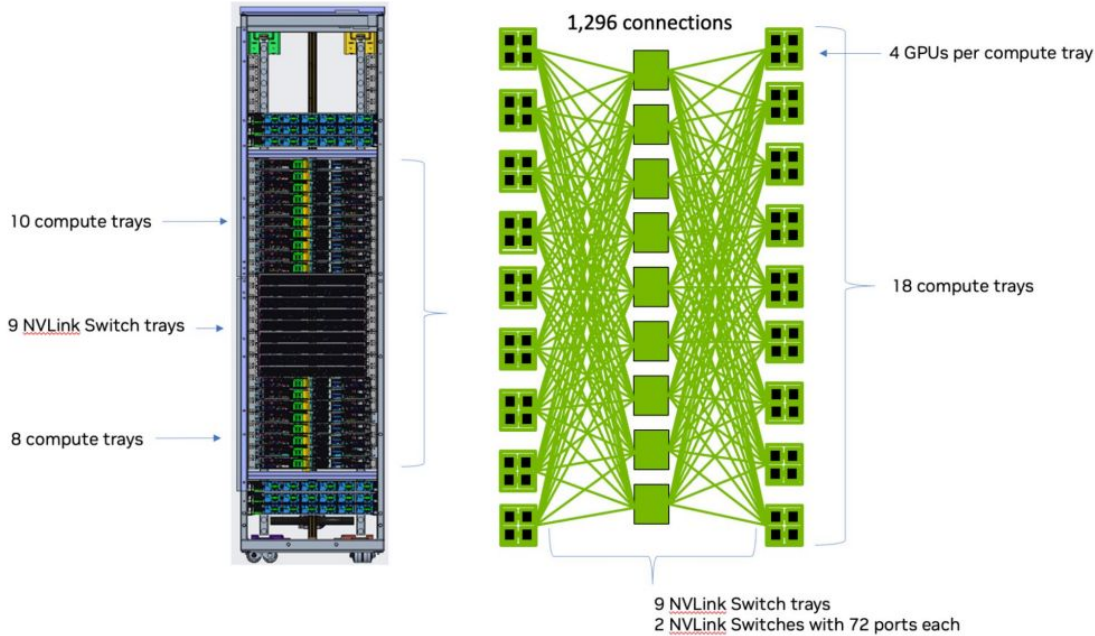 1,296 connections
4 GPUs per compute tray
10 compute trays
9 NVLink Switch trays
8 compute trays
18 compute trays
9 NVLink Switch trays
2 NVLink Switches with 72 ports each